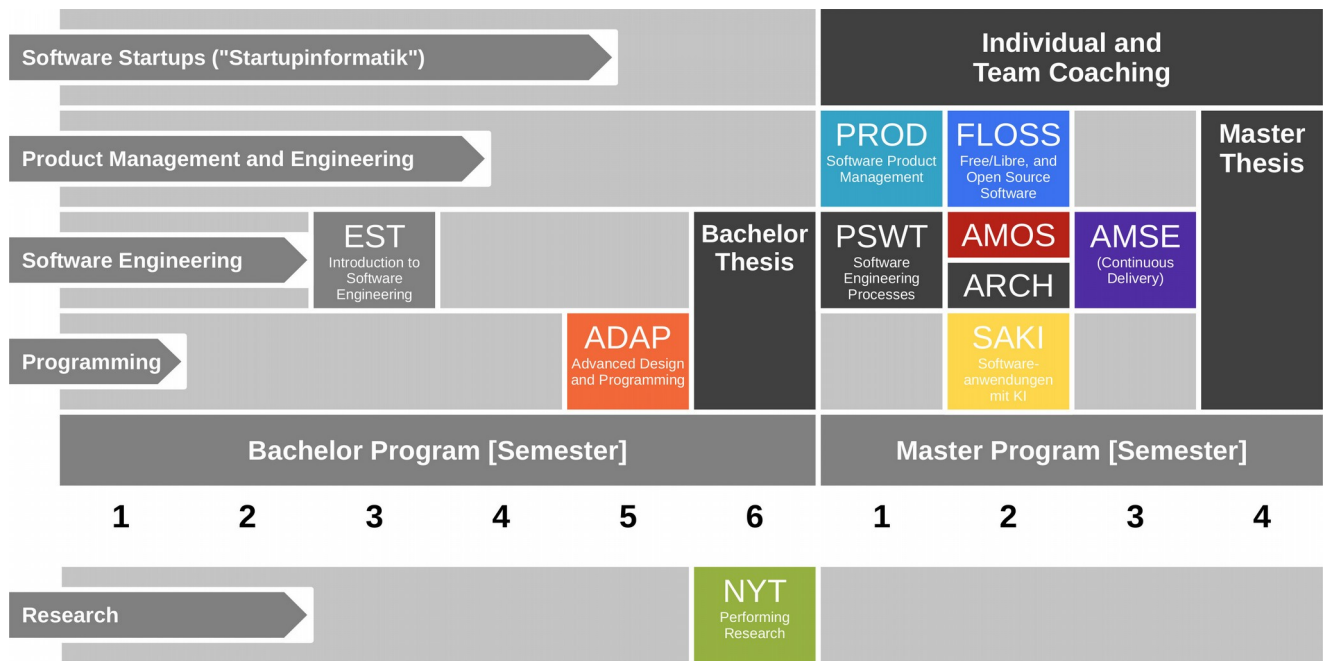 Software Startups ("Startupinformatik")
Individual and
Team Coaching
Product Management and Engineering
PROD
Software Product
Management
FLOSS
Free/Libre, and
Open Source
Software
Master
Thesis
Software Engineering
EST
Introduction to
Software
Engineering
Bachelor
Thesis
PSWT
Software
Engineering
Processes
AMOS
ARCH
AMSE
(Continuous
Delivery)
Programming
ADAP
Advanced Design
and Programming
SAKI
Software-
anwendungen
mit KI
Bachelor Program [Semester]
Master Program [Semester]
1 2 3 4 5 6 1 2 3 4
Research
NYT
Performing
Research